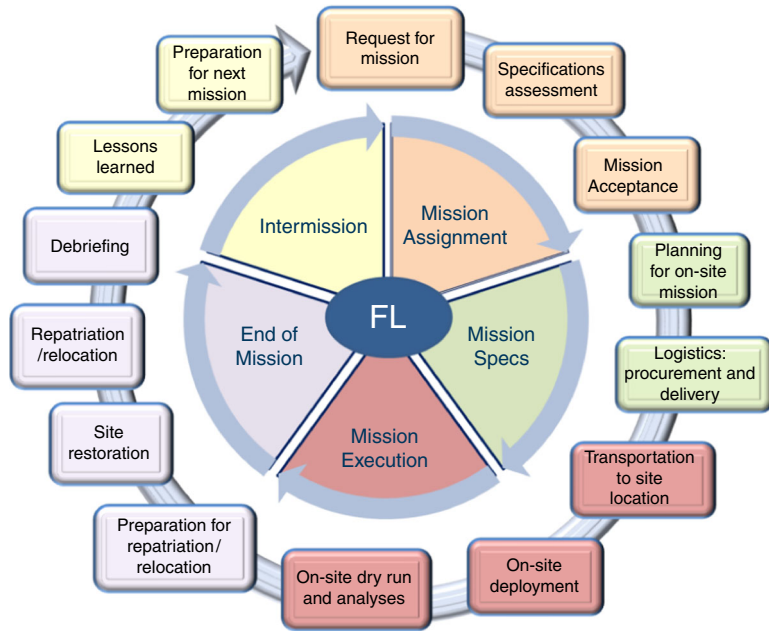 Request for
mission
Specifications
assessment
Mission
Acceptance
Planning
for on-site
mission
Logistics:
procurement and
delivery
Transportation
to site
location
On-site
deployment
On-site dry run
and analyses
Preparation for
repatriation/
relocation
Site
restoration
Repatriation
/relocation
Debriefing
Lessons
learned
Preparation
for next
mission
Intermission
Mission
Assignment
Mission
Specs
Mission
Execution
End of
Mission
FL